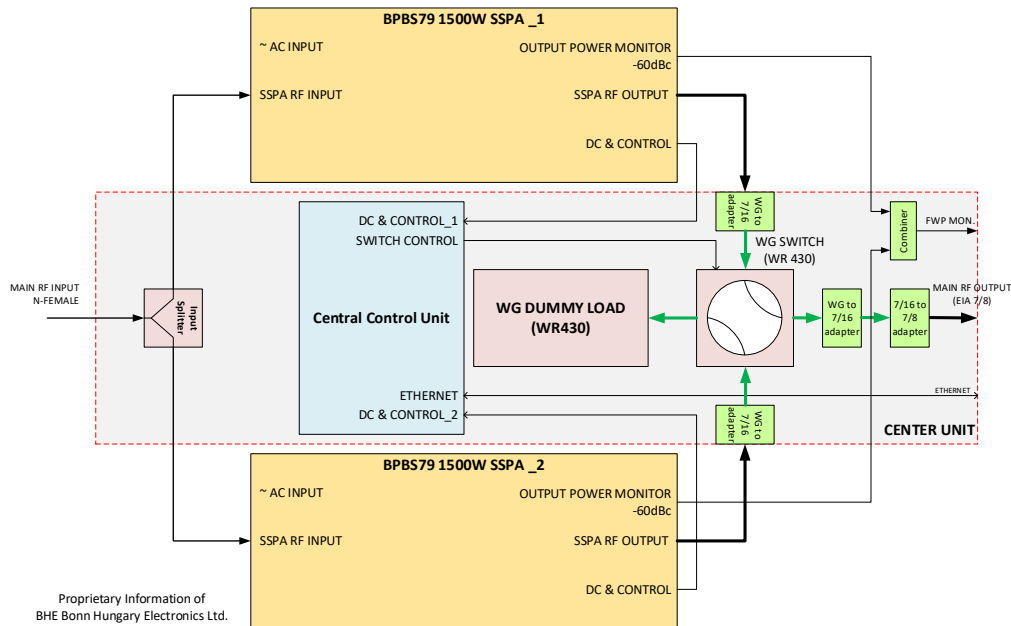 BPBS79 1500W SSPA _1
~ AC INPUT
OUTPUT POWER MONITOR
-60dBc
SSPA RF INPUT
SSPA RF OUTPUT
DC & CONTROL
WG to
7/16
adapter
DC & CONTROL_1
SWITCH CONTROL
WG SWITCH
(WR 430)
Combiner
FWP MON.
MAIN RF INPUT
N-FEMALE
Input
Splitter
Central Control Unit
WG DUMMY LOAD
(WR430)
WG to
7/16
adapter
7/16 to
7/8
adapter
MAIN RF OUTPUT
(EIA 7/8)
ETHERNET
ETHERNET
DC & CONTROL_2
WG to
7/16
adapter
CENTER UNIT
BPBS79 1500W SSPA _2
~ AC INPUT
OUTPUT POWER MONITOR
-60dBc
SSPA RF INPUT
SSPA RF OUTPUT
DC & CONTROL
Proprietary Information of
BHE Bonn Hungary Electronics Ltd.